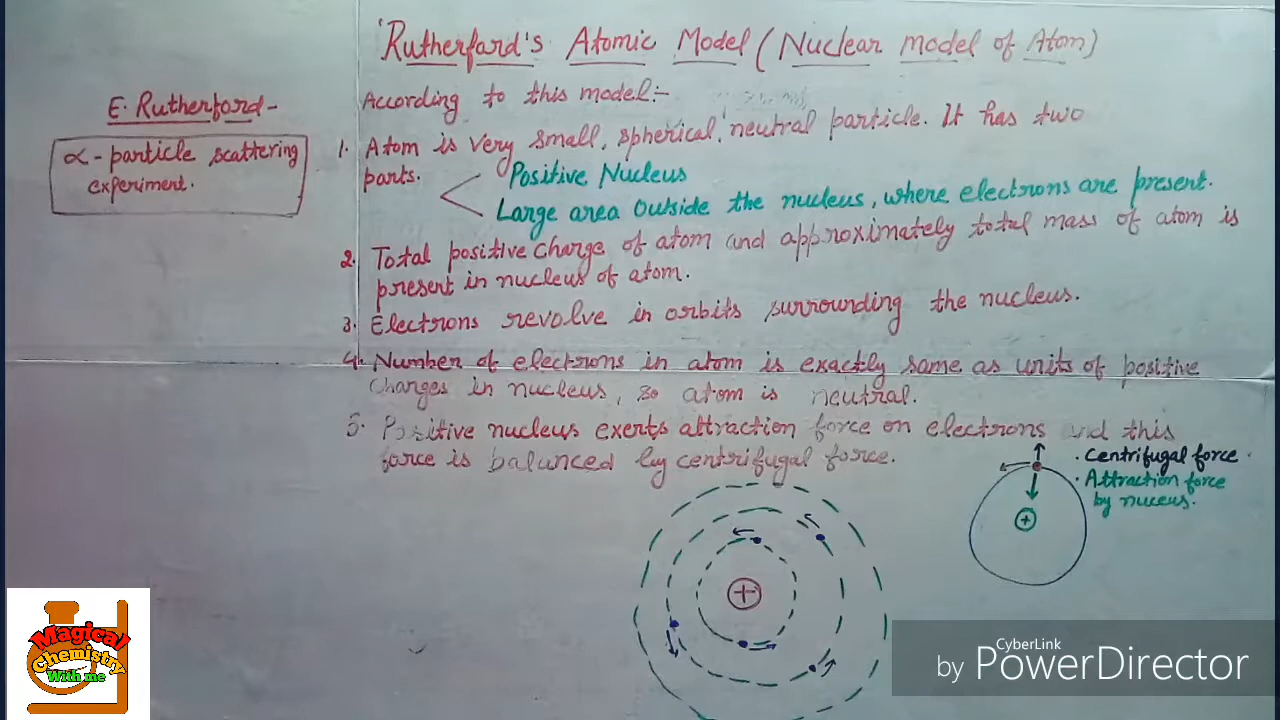 Rutherfard's Atomic Model (Nuclear model of Atom)
E. Rutherford-
α-particle scattering
experiment.
According to this model:-
1. Atom is very small, spherical, neutral particle. It has two
parts.
Positive Nucleus
Large area outside the nucleus, where electrons are present.
2. Total positive charge of atom and approximately total mass of atom is
present in nucleus of atom.
3. Electrons revolve in orbits surrounding the nucleus.
4. Number of electrons in atom is exactly same as units of positive
charges in nucleus, so atom is neutral.
5. Positive nucleus exerts attraction force on electrons and this
force is balanced by centrifugal force.
. Centrifugal force.
. Attraction force
by nuceus.
+
+
Magical
Chemistry
With me
CyberLink
by PowerDirector